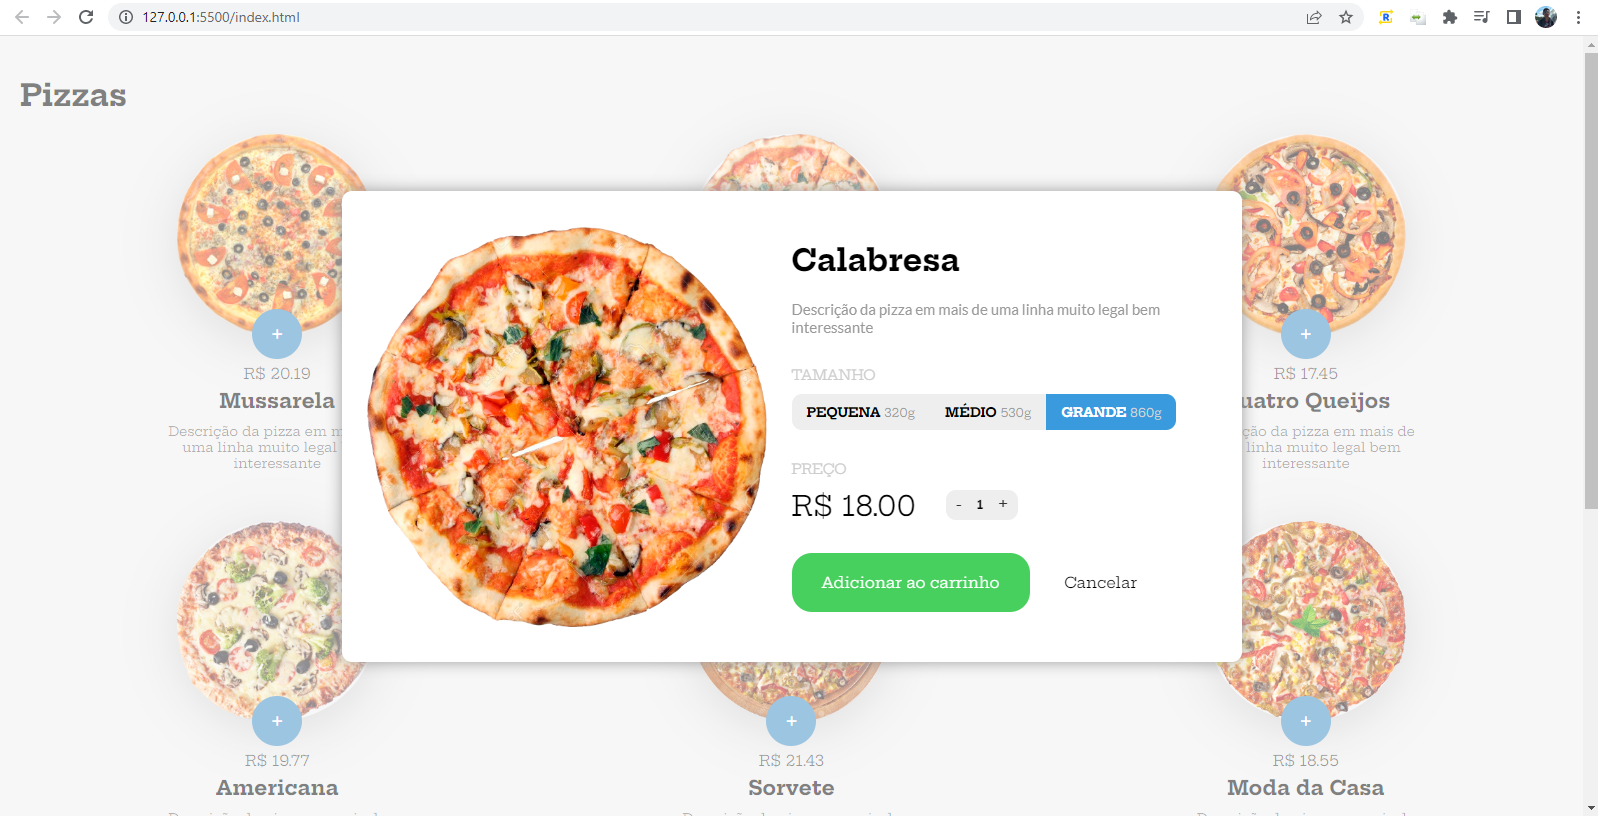 127.0.0.1:5500/index.html
Pizzas
+
R$ 20.19
Mussarela
Descrição da pizza em
uma linha muito legal
interessante
Calabresa
Descrição da pizza em mais de uma linha muito legal bem
interessante
TAMANHO
PEQUENA 320g MÉDIO 530g GRANDE 860g
PREÇO
R$ 18.00 - 1 +
Adicionar ao carrinho Cancelar
+
R$ 17.45
Queijos
da pizza em mais de
linha muito legal bem
interessante
+
R$ 19.77
Americana
+
R$ 21.43
Sorvete
+
R$ 18.55
Moda da Casa